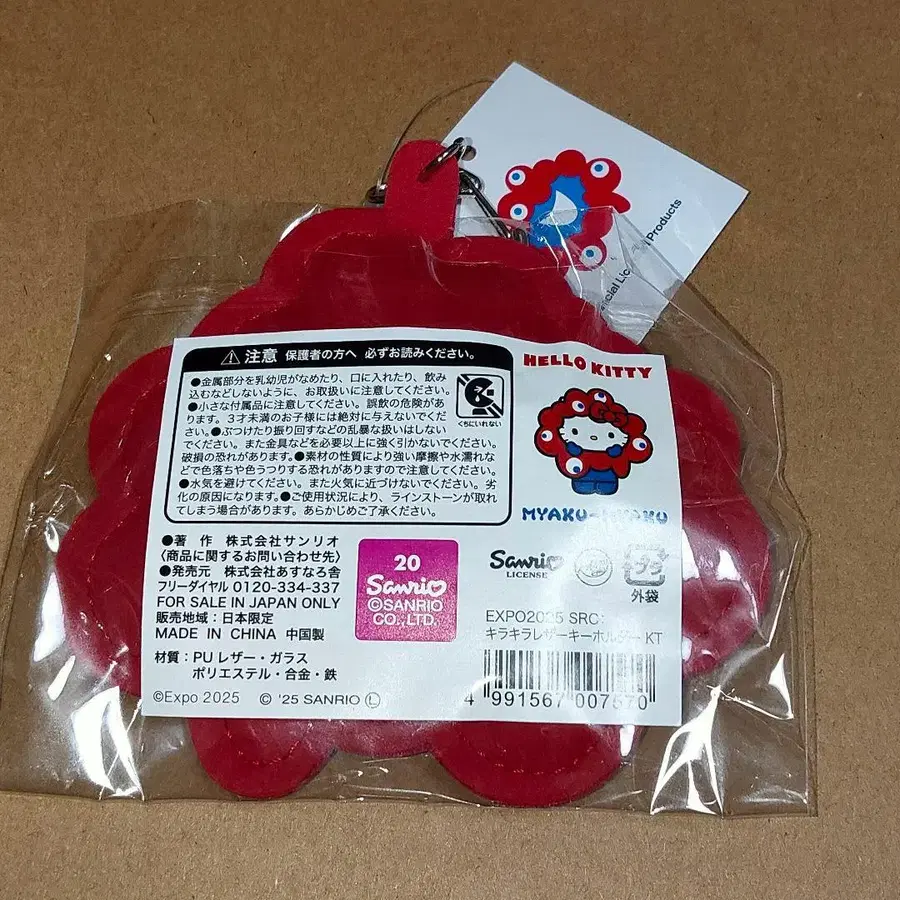 Official Licensed Products
⚠注意 保護者の方へ 必ずお読みください。
●金属部分を乳幼児がなめたり、口に入れたり、飲み
込むなどしないように、お取扱いに注意してください。
●小さな付属品に注意してください。誤飲の危険があ
ります。3才未満のお子様には絶対に与えないでくだ
さい。●ぶつけたり振り回すなどの乱暴な扱いはしない
でください。また金具などを必要以上に強く引かないでください。
破損の恐れがあります。●素材の性質により強い摩擦や水濡れな
どで色落ちや色うつりする恐れがありますので注意してください。
●水気を避けてください。また火気に近づけないでください。劣
化の原因になります。●ご使用状況により、ラインストーンが取れ
てしまう場合があります。あらかじめご了承ください。
くちにいれない
HELLO KITTY
MYAKU-MYAKU
●著作 株式会社サンリオ
〈商品に関するお問い合わせ先〉
●発売元 株式会社あすなろ舎
フリーダイヤル 0120-334-337
FOR SALE IN JAPAN ONLY
販売地域:日本限定
MADE IN CHINA 中国製
材質:PUレザー・ガラス
ポリエステル・合金・鉄
©Expo 2025 © '25 SANRIO Ⓛ
20
Sanrio
©SANRIO
CO., LTD.
Sanrio
LICENSE
プラ
外袋
EXPO2025 SRC:
キラキラレザーキーホルダー KT
4 991567 007570